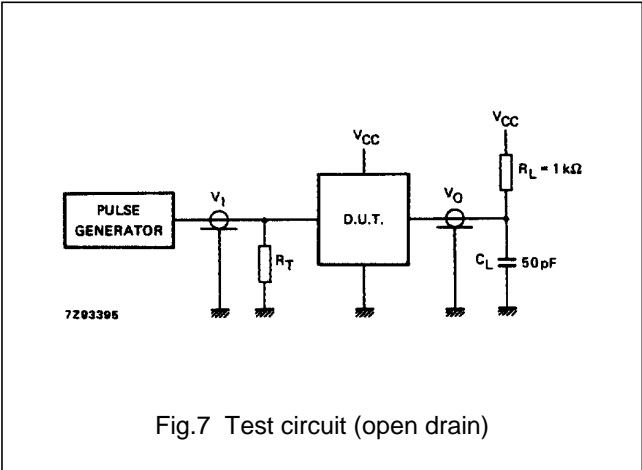 V_CC
R_L = 1 kΩ
V_CC
V_I
V_O
PULSE
GENERATOR
D.U.T.
R_T
C_L
50 pF
7Z93395
Fig.7 Test circuit (open drain)